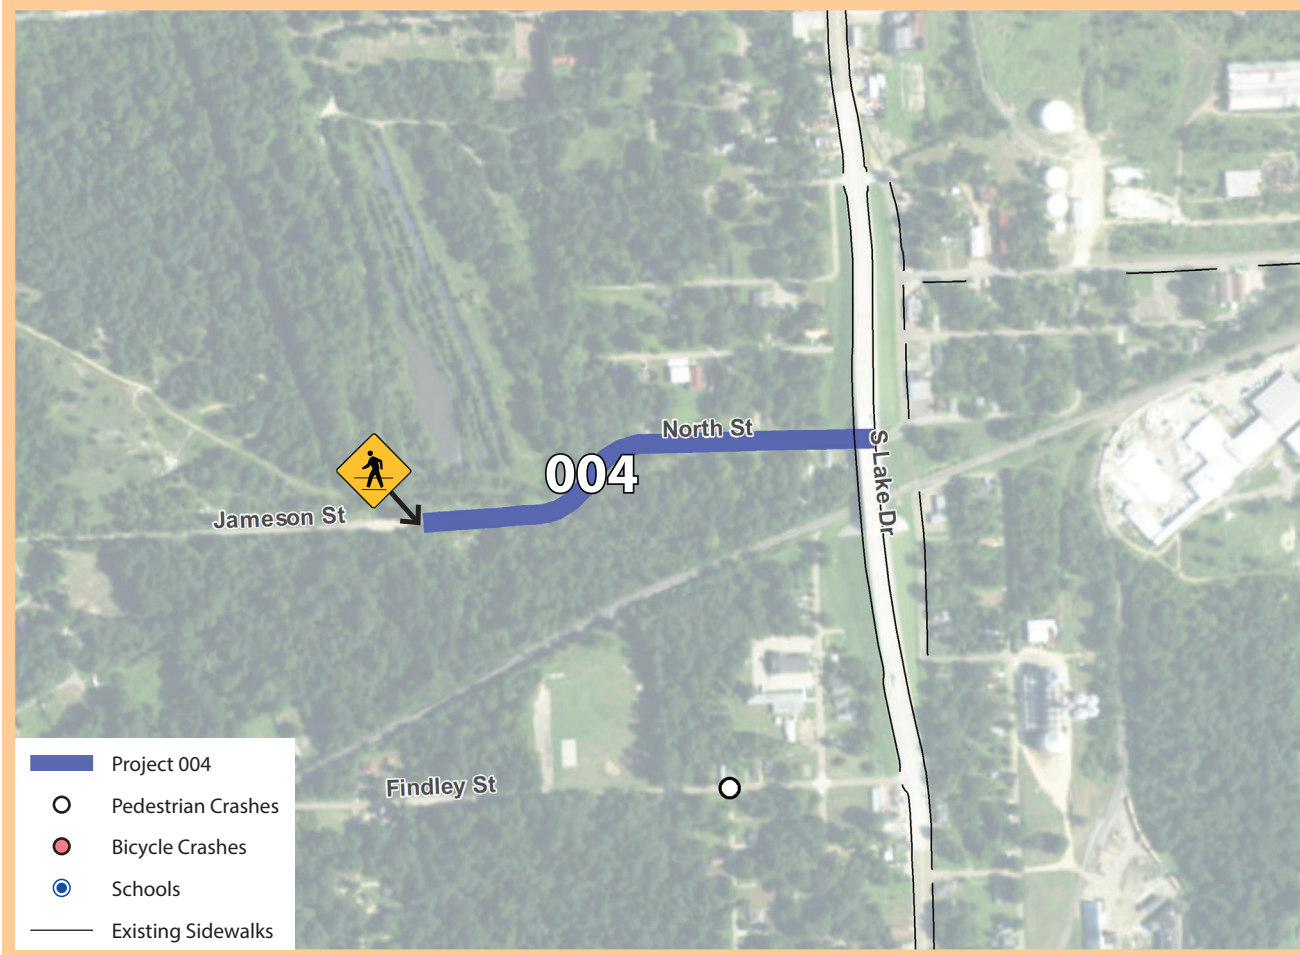 North St
004
S Lake Dr
Jameson St
Findley St
Project 004
Pedestrian Crashes
Bicycle Crashes
Schools
Existing Sidewalks